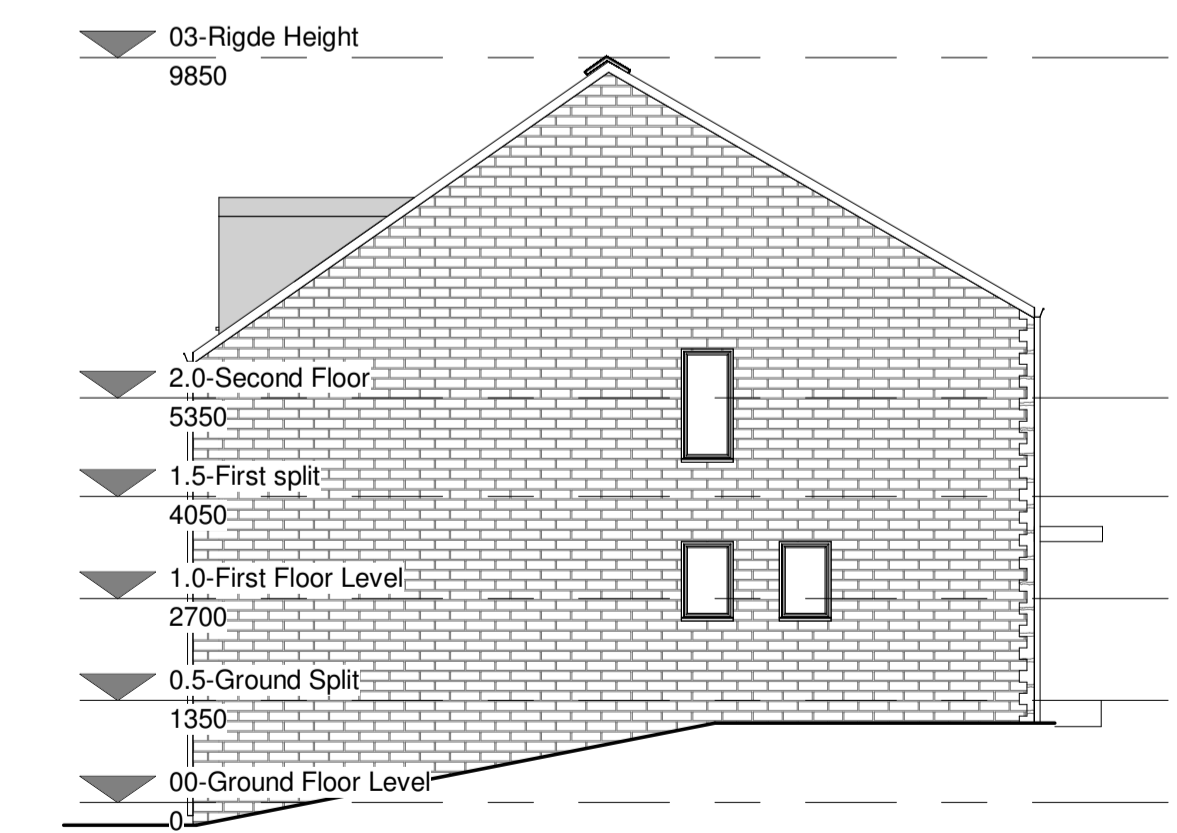 03-Rigde Height
9850
2.0-Second Floor
5350
1.5-First split
4050
1.0-First Floor Level
2700
0.5-Ground Split
1350
00-Ground Floor Level
0